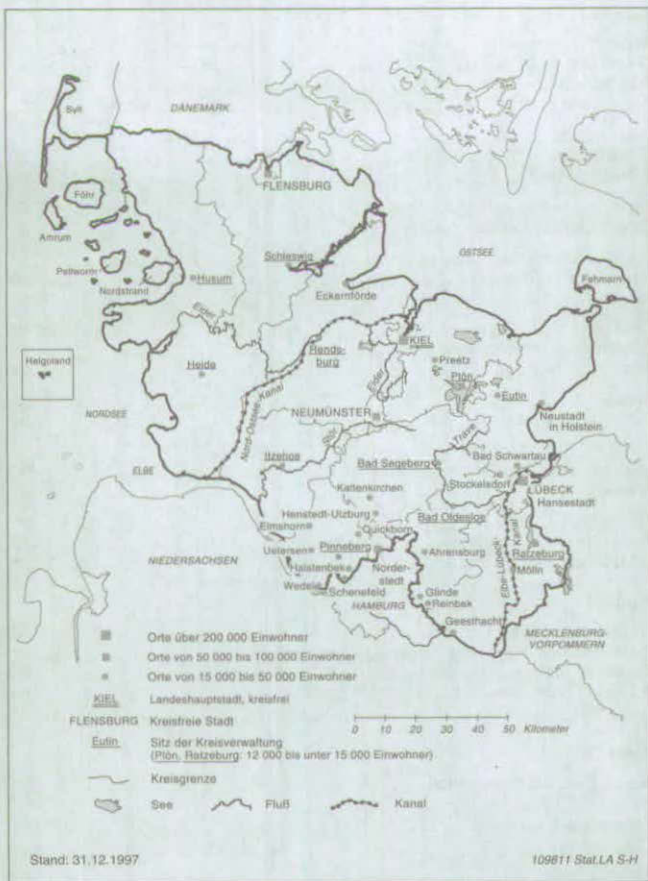 Sylt
DÄNEMARK
FLENSBURG
Föhr
Amrum
Schleswig
OSTSEE
Pellworm
Husum
Fehmarn
Nordstrand
Eckernförde
Eider
KIEL
Helgoland
Heide
Rendsburg
Preetz
Plön
Eider
Eutin
Nord-Ostsee-Kanal
NORDSEE
NEUMÜNSTER
Neustadt
in Holstein
Stör
Trave
ELBE
Itzehoe
Bad Segeberg
Bad Schwartau
Stockelsdorf
LÜBECK
Hansestadt
Kaltenkirchen
Henstedt-Ulzburg
Bad Oldesloe
Elmshorn
Quickborn
NIEDERSACHSEN
Uetersen
Pinneberg
Ahrensburg
Ratzeburg
Elbe-Lübeck-Kanal
Halstenbek
Norder-
stedt
Mölln
Wedel
Schenefeld
Glinde
HAMBURG
Reinbek
Geesthacht
MECKLENBURG-
VORPOMMERN
Orte über 200 000 Einwohner
Orte von 50 000 bis 100 000 Einwohner
Orte von 15 000 bis 50 000 Einwohner
KIEL Landeshauptstadt, kreisfrei
FLENSBURG Kreisfreie Stadt
0 10 20 30 40 50 Kilometer
Eutin Sitz der Kreisverwaltung
(Plön, Ratzeburg: 12 000 bis unter 15 000 Einwohner)
Kreisgrenze
See Fluß Kanal
Stand: 31.12.1997
109811 Stat.LA S-H